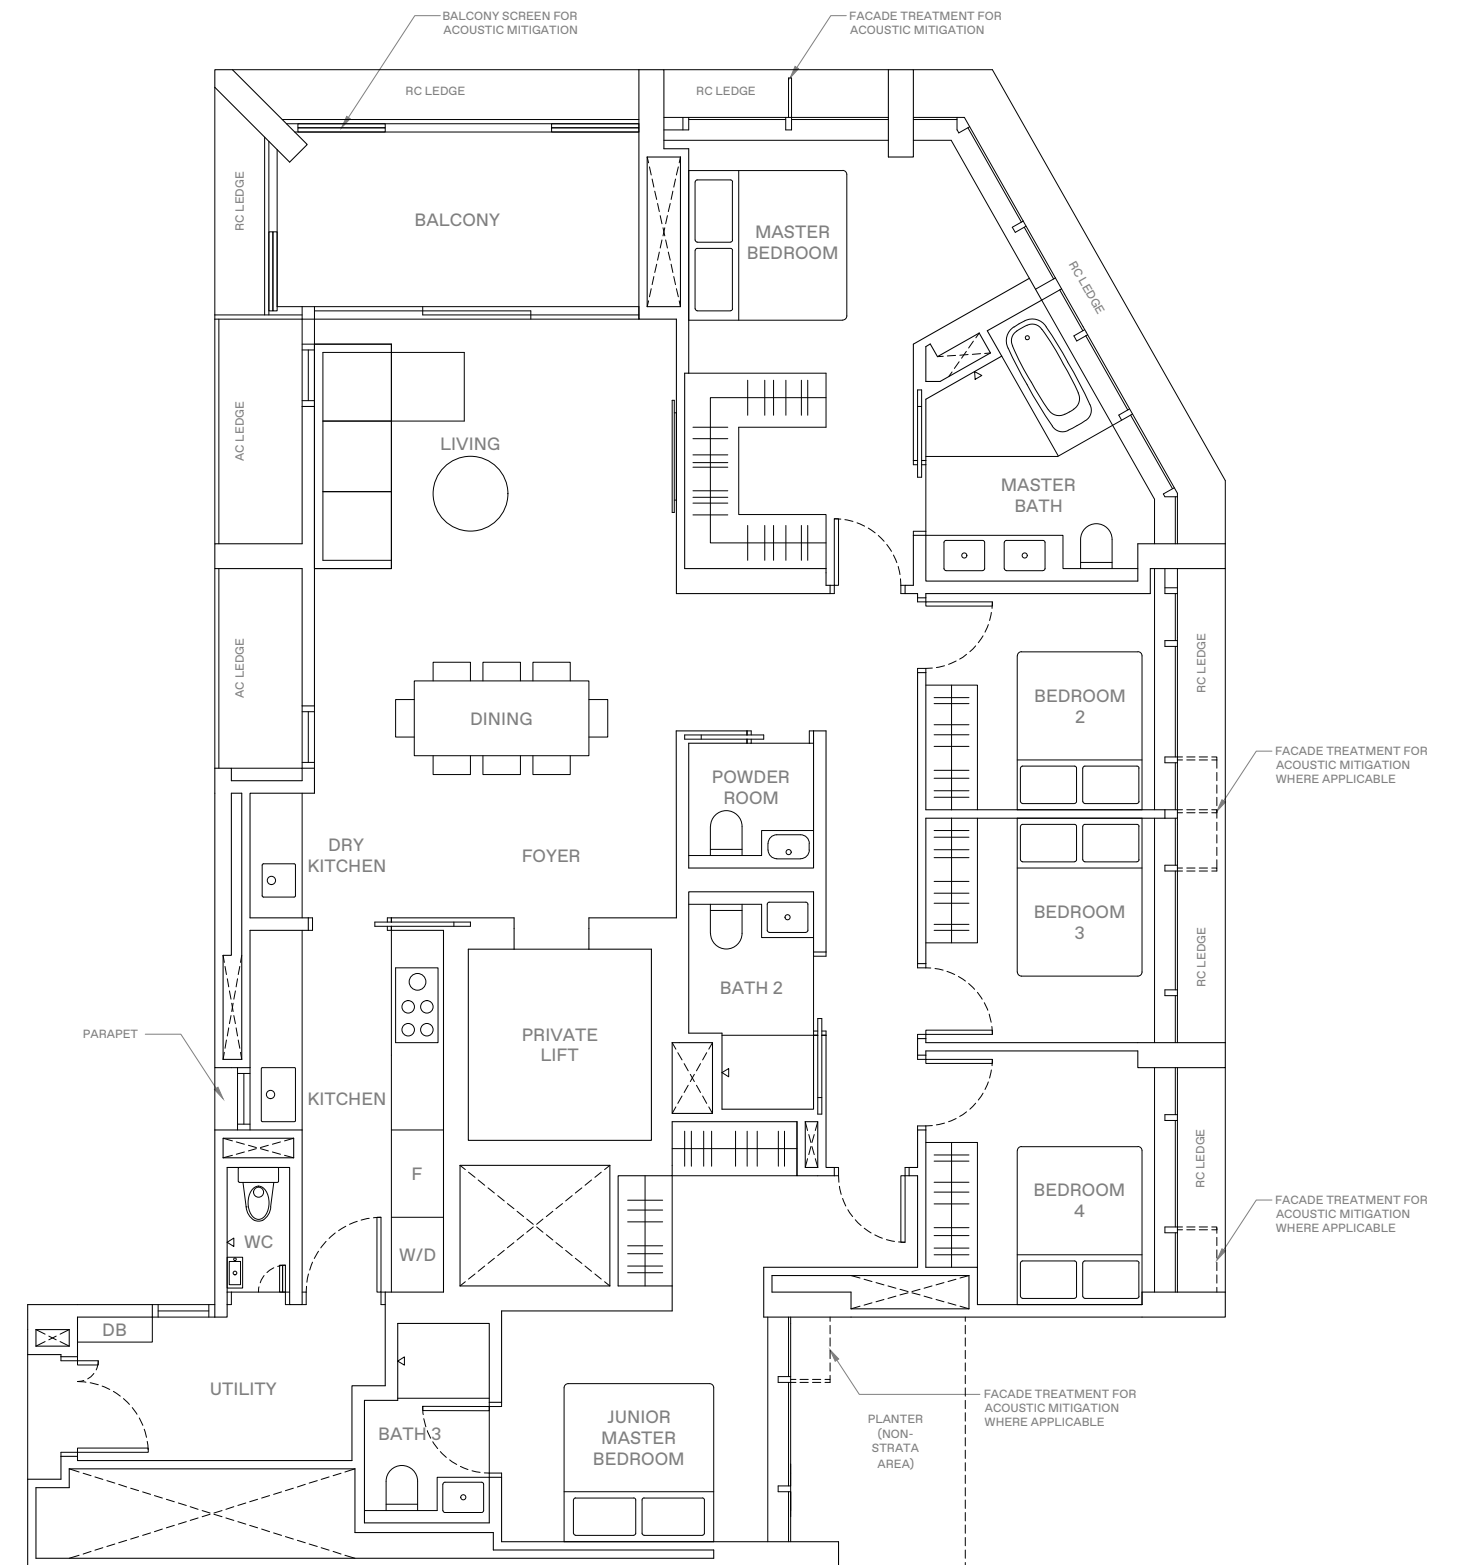 BALCONY SCREEN FOR
ACOUSTIC MITIGATION
FACADE TREATMENT FOR
ACOUSTIC MITIGATION
RC LEDGE
RC LEDGE
RC LEDGE
BALCONY
MASTER
BEDROOM
RC LEDGE
AC LEDGE
LIVING
MASTER
BATH
AC LEDGE
DINING
RC LEDGE
BEDROOM
2
POWDER
ROOM
FACADE TREATMENT FOR
ACOUSTIC MITIGATION
WHERE APPLICABLE
DRY
KITCHEN
FOYER
BEDROOM
3
RC LEDGE
BATH 2
PARAPET
PRIVATE
LIFT
KITCHEN
F
RC LEDGE
BEDROOM
4
FACADE TREATMENT FOR
ACOUSTIC MITIGATION
WHERE APPLICABLE
WC
W/D
DB
UTILITY
FACADE TREATMENT FOR
ACOUSTIC MITIGATION
WHERE APPLICABLE
BATH 3
JUNIOR
MASTER
BEDROOM
PLANTER
(NON-
STRATA
AREA)